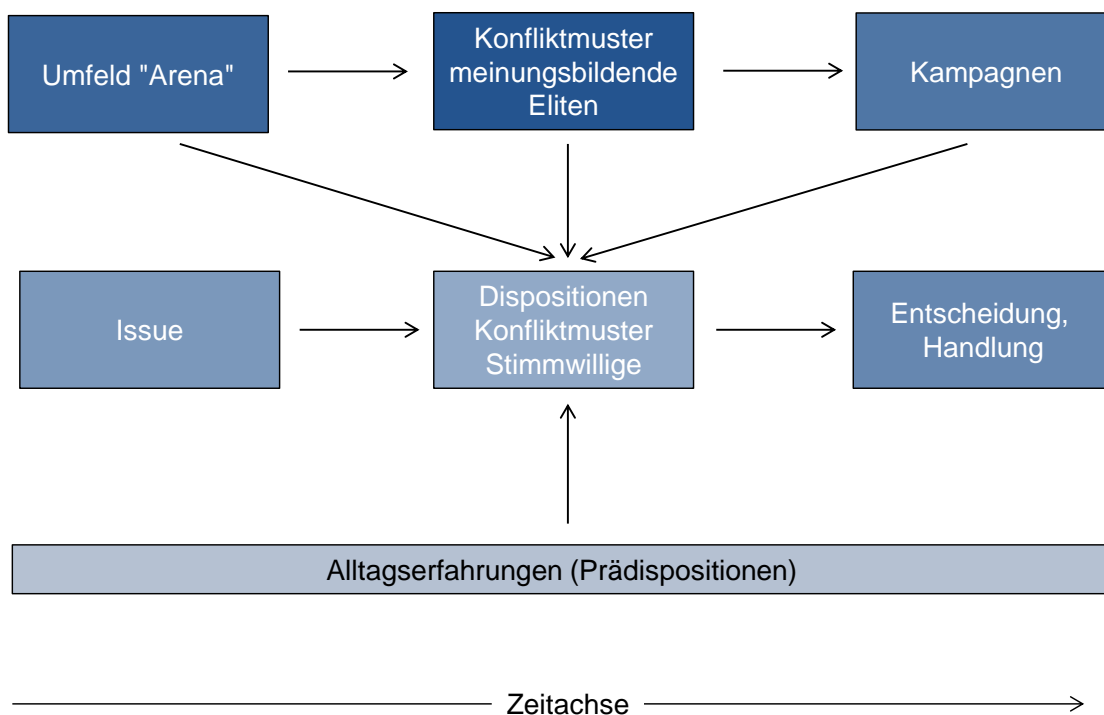 Umfeld "Arena"
Konfliktmuster
meinungsbildende
Eliten
Kampagnen
Issue
Dispositionen
Konfliktmuster
Stimmwillige
Entscheidung,
Handlung
Alltagserfahrungen (Prädispositionen)
Zeitachse